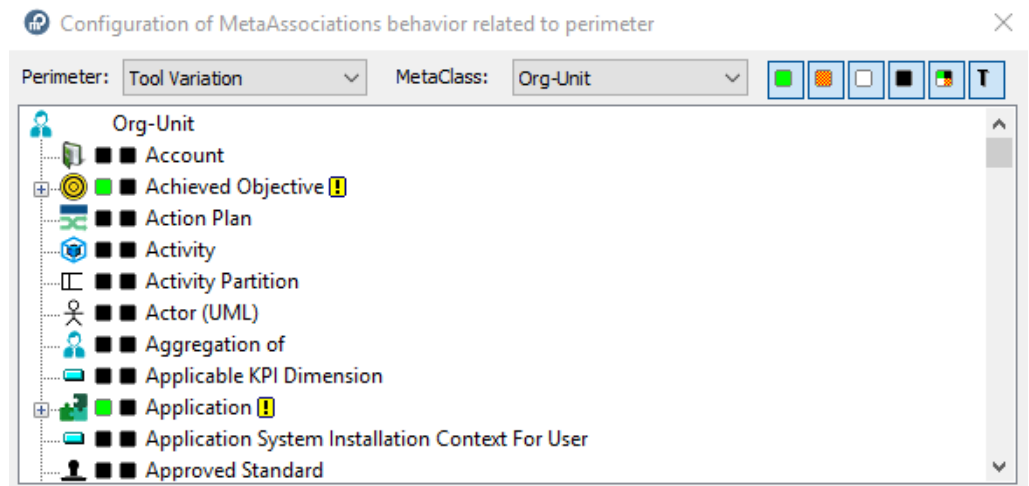 Configuration of MetaAssociations behavior related to perimeter
Perimeter: Tool Variation MetaClass: Org-Unit T
Org-Unit
Account
Achieved Objective !
Action Plan
Activity
Activity Partition
Actor (UML)
Aggregation of
Applicable KPI Dimension
Application !
Application System Installation Context For User
Approved Standard